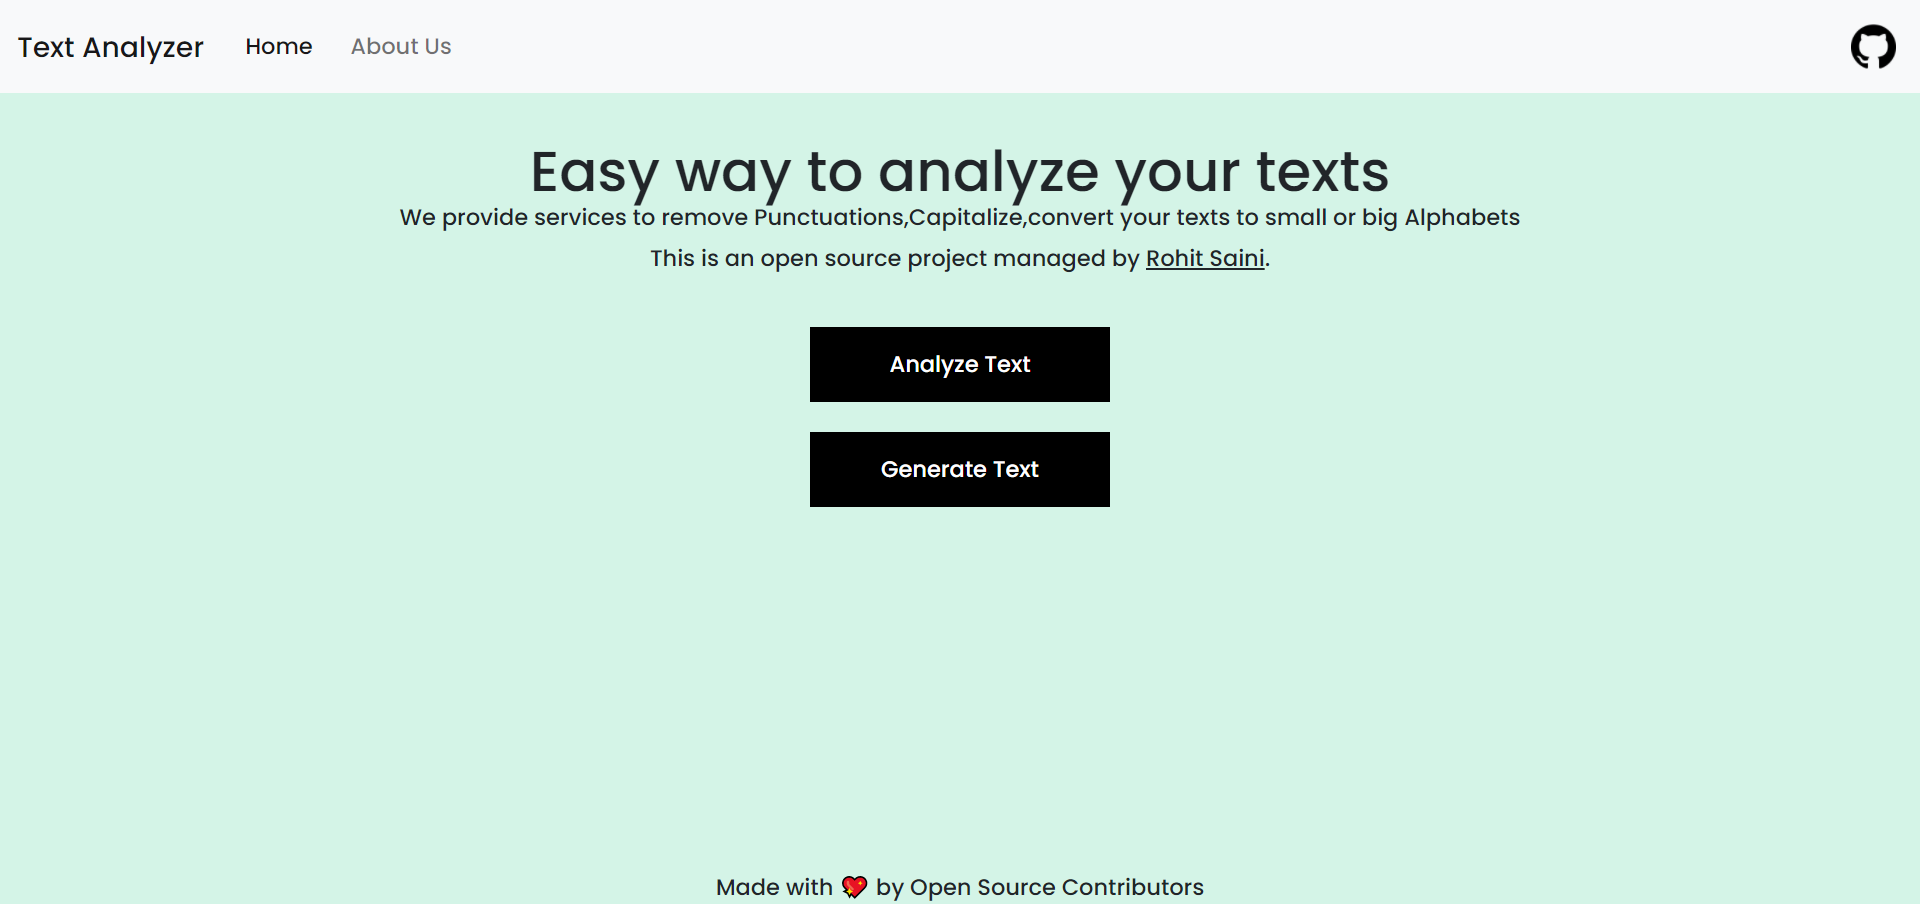 Text Analyzer Home About Us
Easy way to analyze your texts
We provide services to remove Punctuations,Capitalize,convert your texts to small or big Alphabets
This is an open source project managed by Rohit Saini.
Analyze Text
Generate Text
Made with 💖 by Open Source Contributors